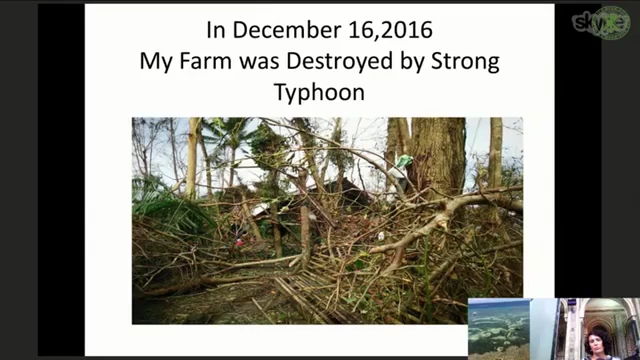 In December 16,2016
My Farm was Destroyed by Strong
Typhoon
skype